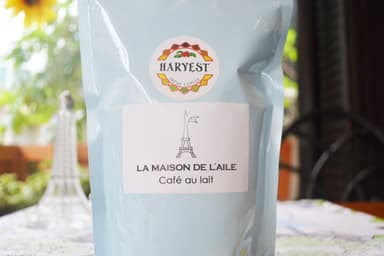 HARVEST
LA MAISON DE L'AILE
Café au lait